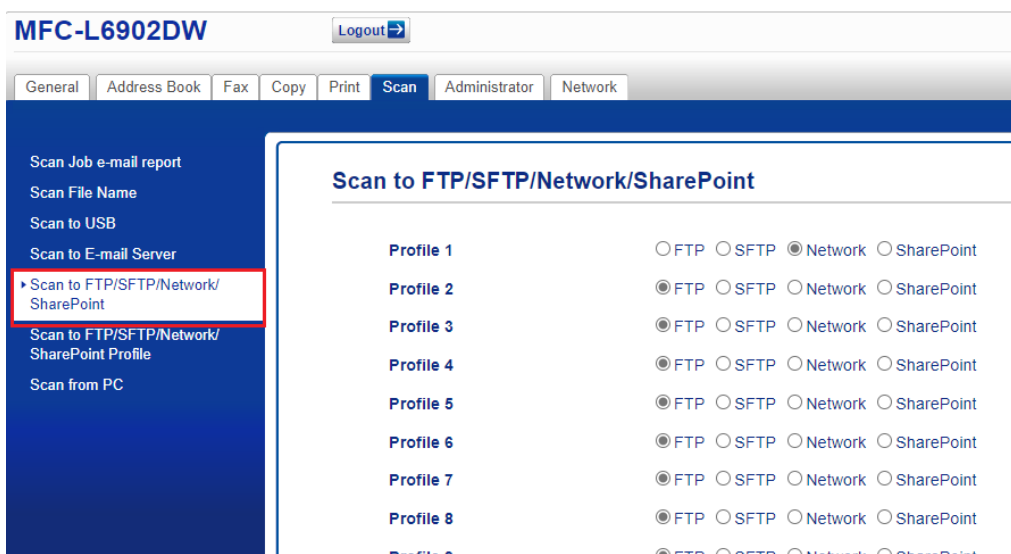 MFC-L6902DW
Logout
General Address Book Fax Copy Print Scan Administrator Network
Scan Job e-mail report
Scan File Name
Scan to USB
Scan to E-mail Server
Scan to FTP/SFTP/Network/
SharePoint
Scan to FTP/SFTP/Network/
SharePoint Profile
Scan from PC
Scan to FTP/SFTP/Network/SharePoint
Profile 1 FTP SFTP Network SharePoint
Profile 2 FTP SFTP Network SharePoint
Profile 3 FTP SFTP Network SharePoint
Profile 4 FTP SFTP Network SharePoint
Profile 5 FTP SFTP Network SharePoint
Profile 6 FTP SFTP Network SharePoint
Profile 7 FTP SFTP Network SharePoint
Profile 8 FTP SFTP Network SharePoint